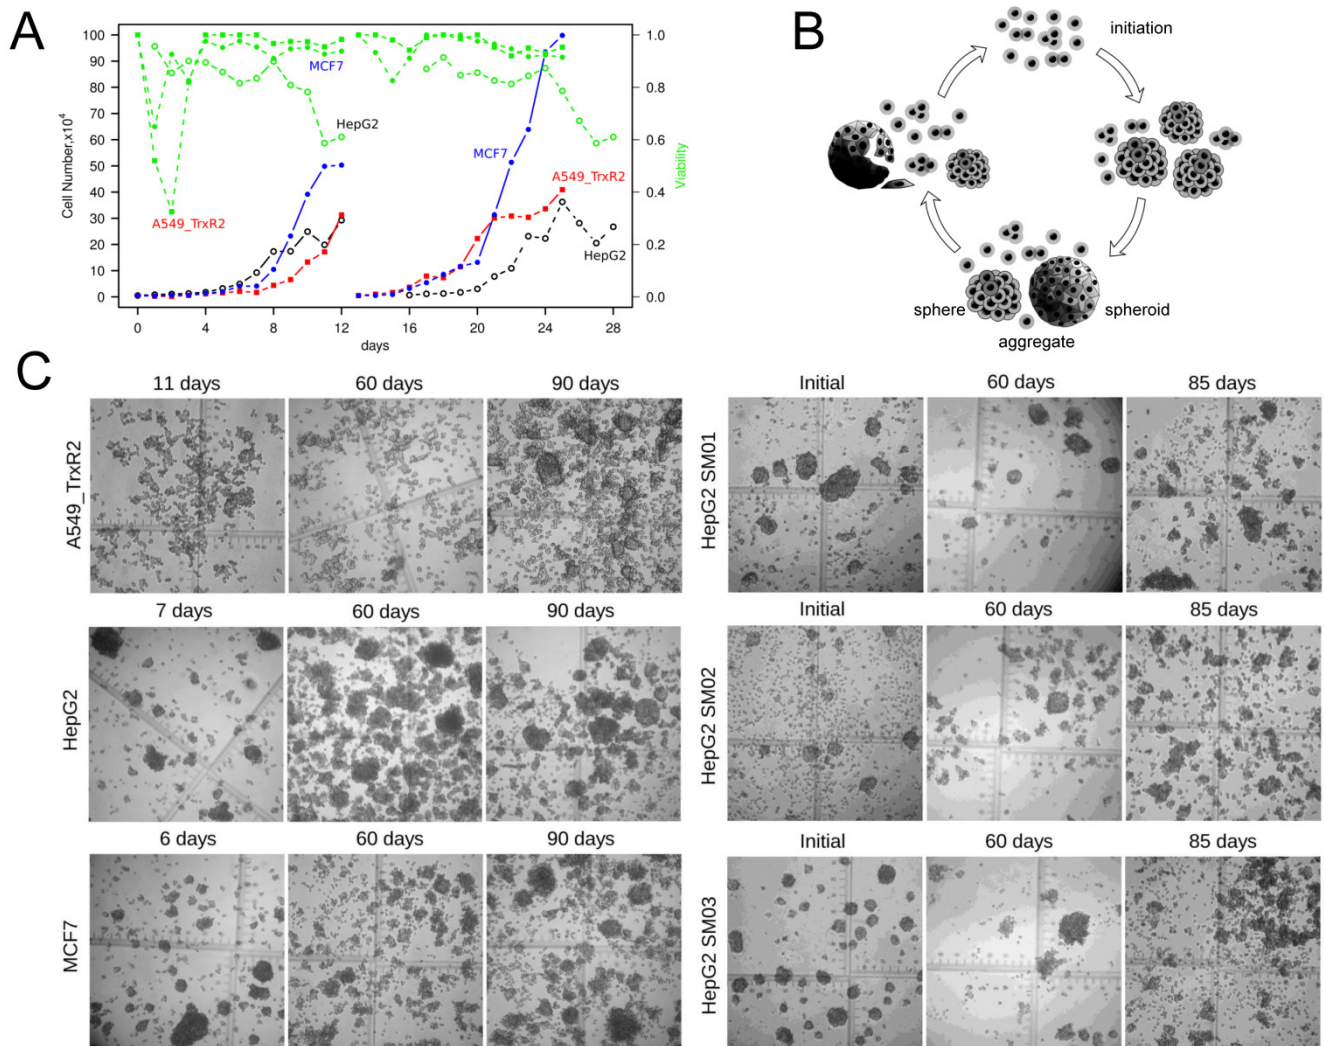 A
B
100
90
80
70
60
50
40
30
20
10
0
Cell Number,x10⁴
1.0
0.8
0.6
0.4
0.2
0.0
Viability
0
4
8
12
16
20
24
28
days
MCF7
HepG2
A549_TrxR2
MCF7
A549_TrxR2
HepG2
initiation
sphere
spheroid
aggregate
C
11 days
60 days
90 days
A549_TrxR2
7 days
60 days
90 days
HepG2
6 days
60 days
90 days
MCF7
Initial
60 days
85 days
HepG2 SM01
Initial
60 days
85 days
HepG2 SM02
Initial
60 days
85 days
HepG2 SM03